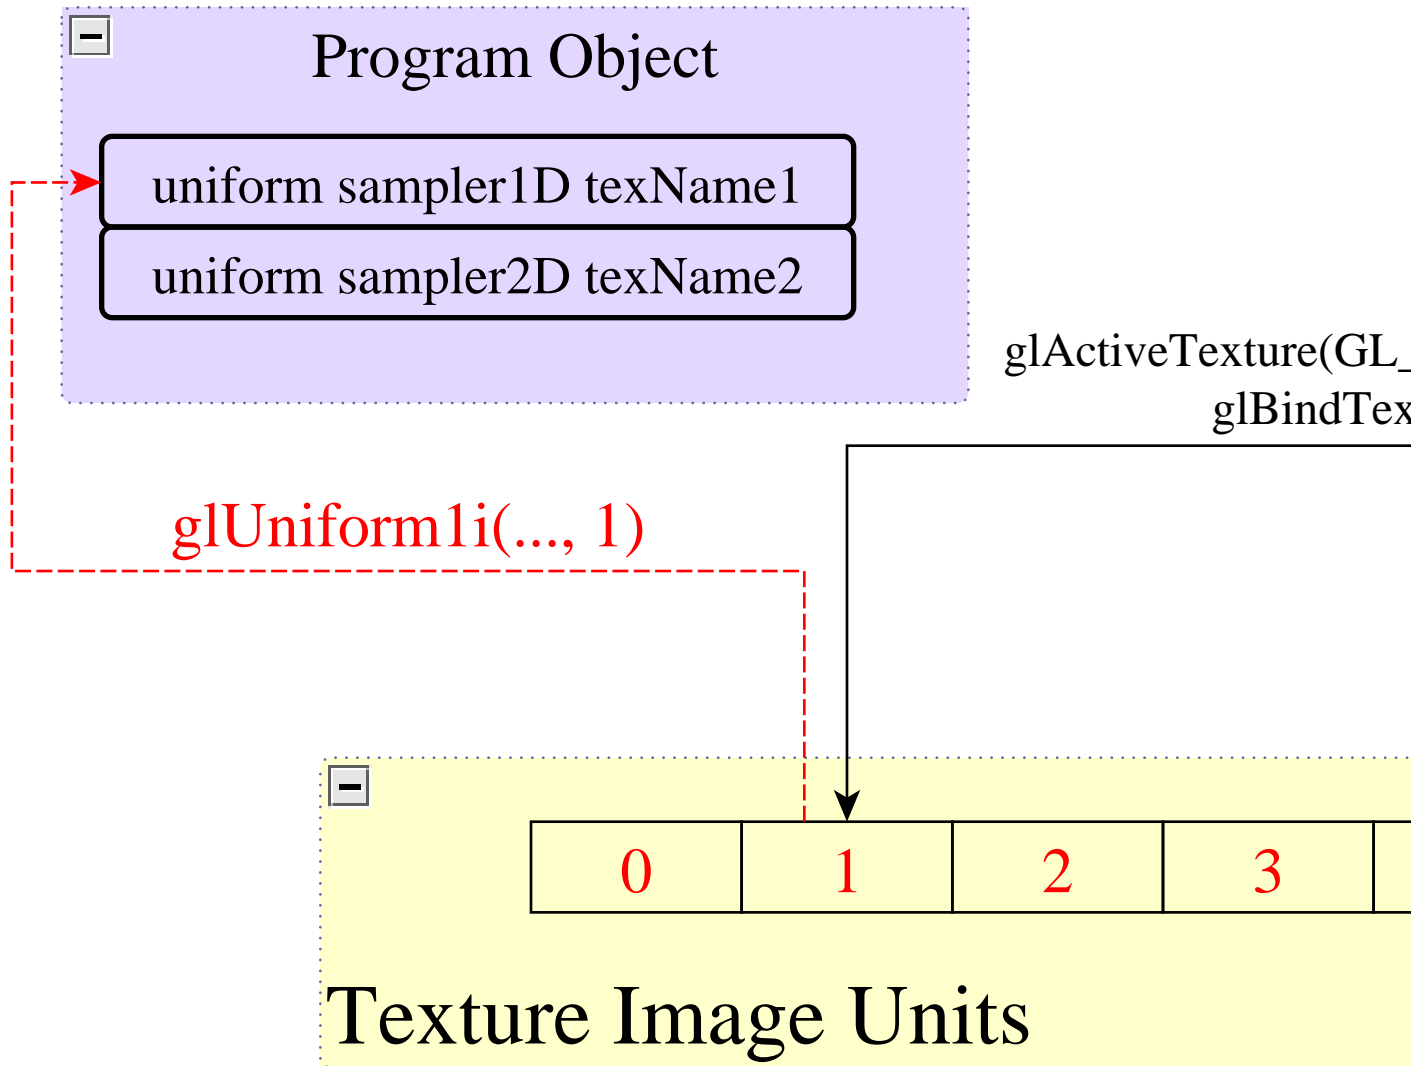 Program Object
uniform sampler1D texName1
uniform sampler2D texName2
glActiveTexture(GL_
glBindTex
glUniform1i(..., 1)
0 1 2 3
Texture Image Units